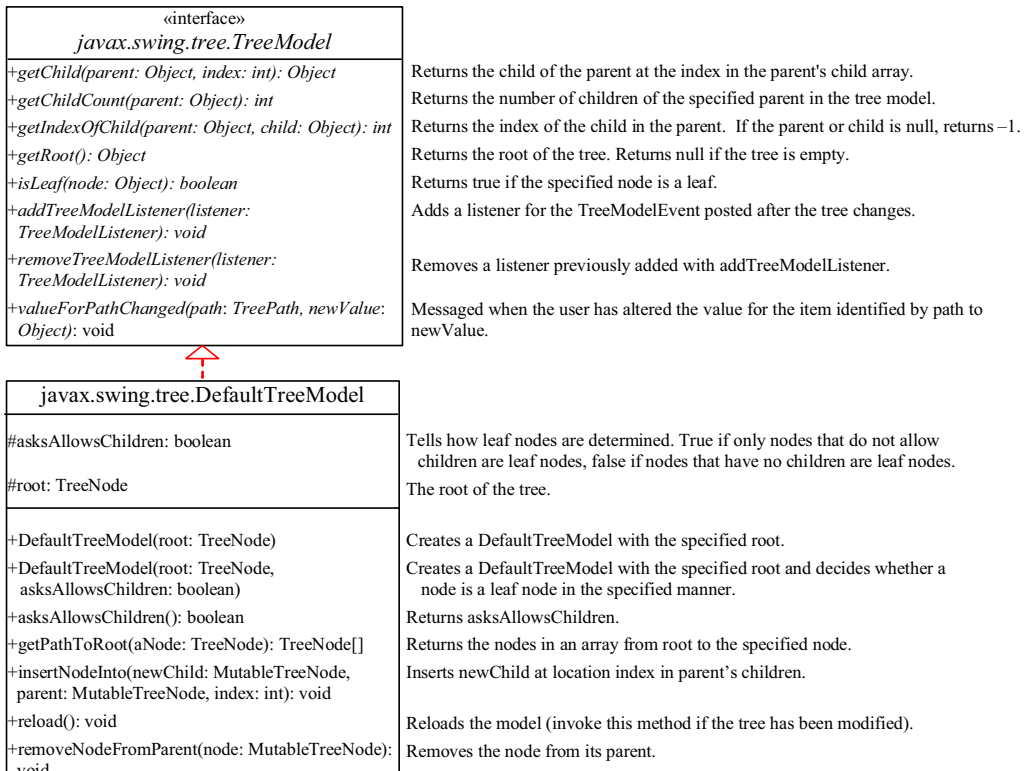 «interface»
javax.swing.tree.TreeModel
+getChild(parent: Object, index: int): Object
Returns the child of the parent at the index in the parent's child array.
+getChildCount(parent: Object): int
Returns the number of children of the specified parent in the tree model.
+getIndexOfChild(parent: Object, child: Object): int
Returns the index of the child in the parent.  If the parent or child is null, returns –1.
+getRoot(): Object
Returns the root of the tree. Returns null if the tree is empty.
+isLeaf(node: Object): boolean
Returns true if the specified node is a leaf.
+addTreeModelListener(listener:
TreeModelListener): void
Adds a listener for the TreeModelEvent posted after the tree changes.
+removeTreeModelListener(listener:
TreeModelListener): void
Removes a listener previously added with addTreeModelListener.
+valueForPathChanged(path: TreePath, newValue:
Object): void
Messaged when the user has altered the value for the item identified by path to
newValue.
javax.swing.tree.DefaultTreeModel
#asksAllowsChildren: boolean
Tells how leaf nodes are determined. True if only nodes that do not allow
children are leaf nodes, false if nodes that have no children are leaf nodes.
#root: TreeNode
The root of the tree.
+DefaultTreeModel(root: TreeNode)
Creates a DefaultTreeModel with the specified root.
+DefaultTreeModel(root: TreeNode,
asksAllowsChildren: boolean)
Creates a DefaultTreeModel with the specified root and decides whether a
node is a leaf node in the specified manner.
+asksAllowsChildren(): boolean
Returns asksAllowsChildren.
+getPathToRoot(aNode: TreeNode): TreeNode[]
Returns the nodes in an array from root to the specified node.
+insertNodeInto(newChild: MutableTreeNode,
parent: MutableTreeNode, index: int): void
Inserts newChild at location index in parent’s children.
+reload(): void
Reloads the model (invoke this method if the tree has been modified).
+removeNodeFromParent(node: MutableTreeNode):
void
Removes the node from its parent.